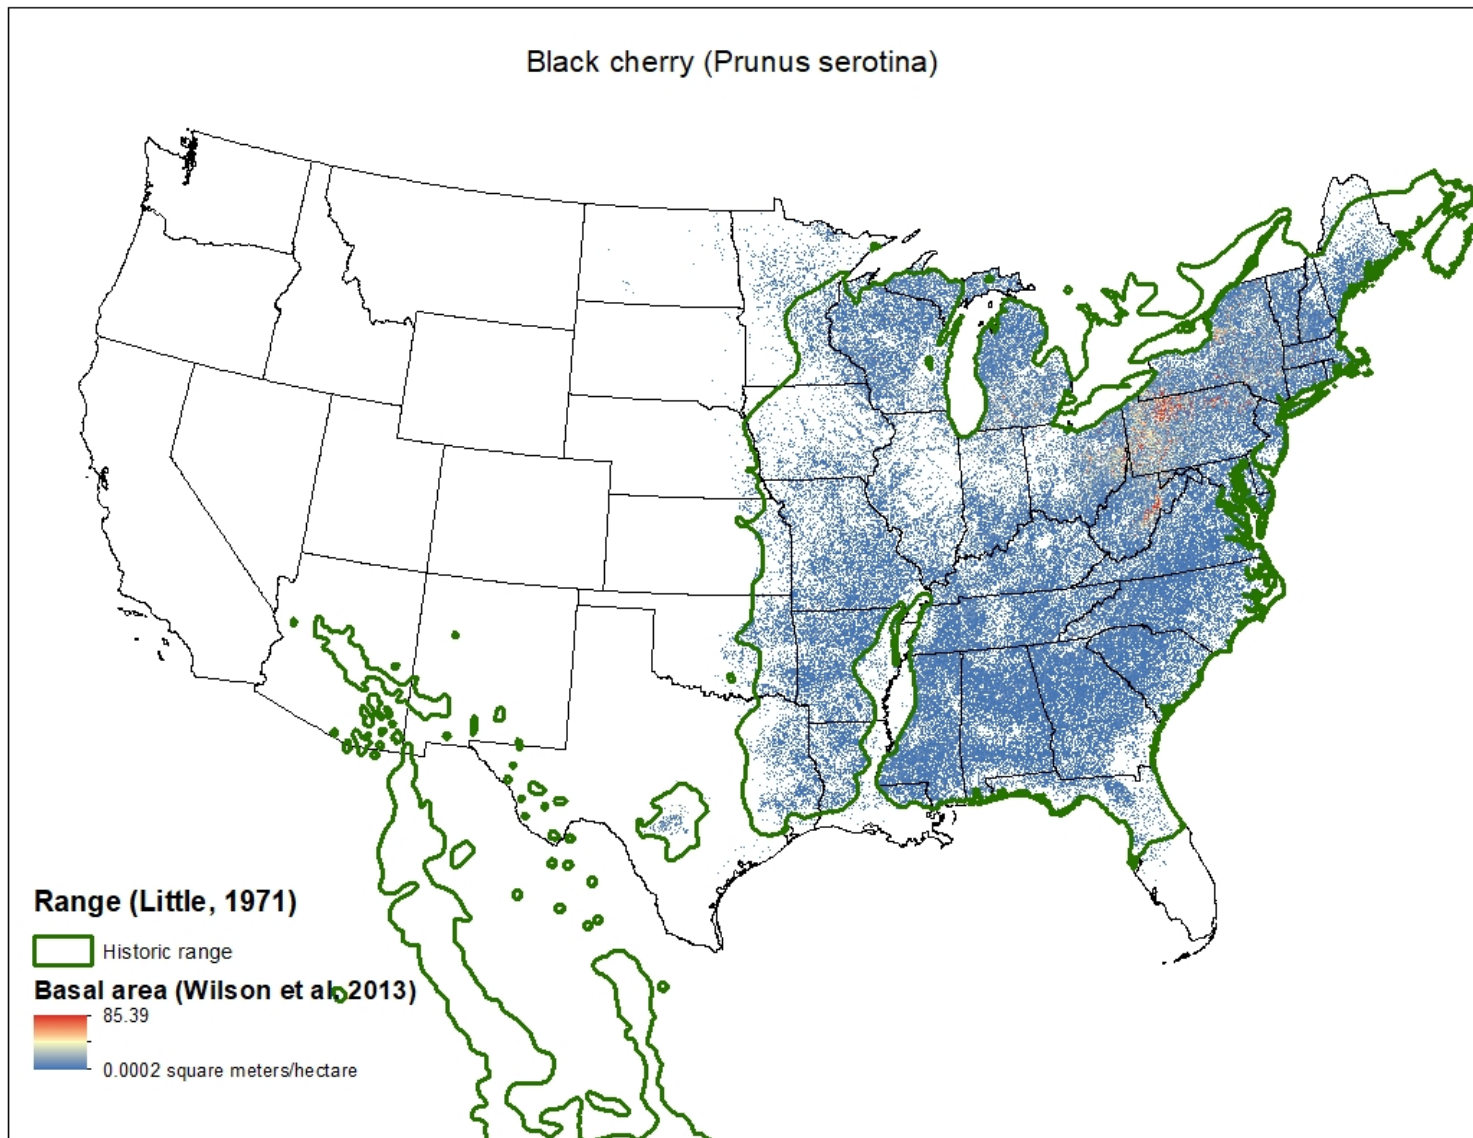 Black cherry (Prunus serotina)
Range (Little, 1971)
Historic range
Basal area (Wilson et al, 2013)
85.39
0.0002 square meters/hectare